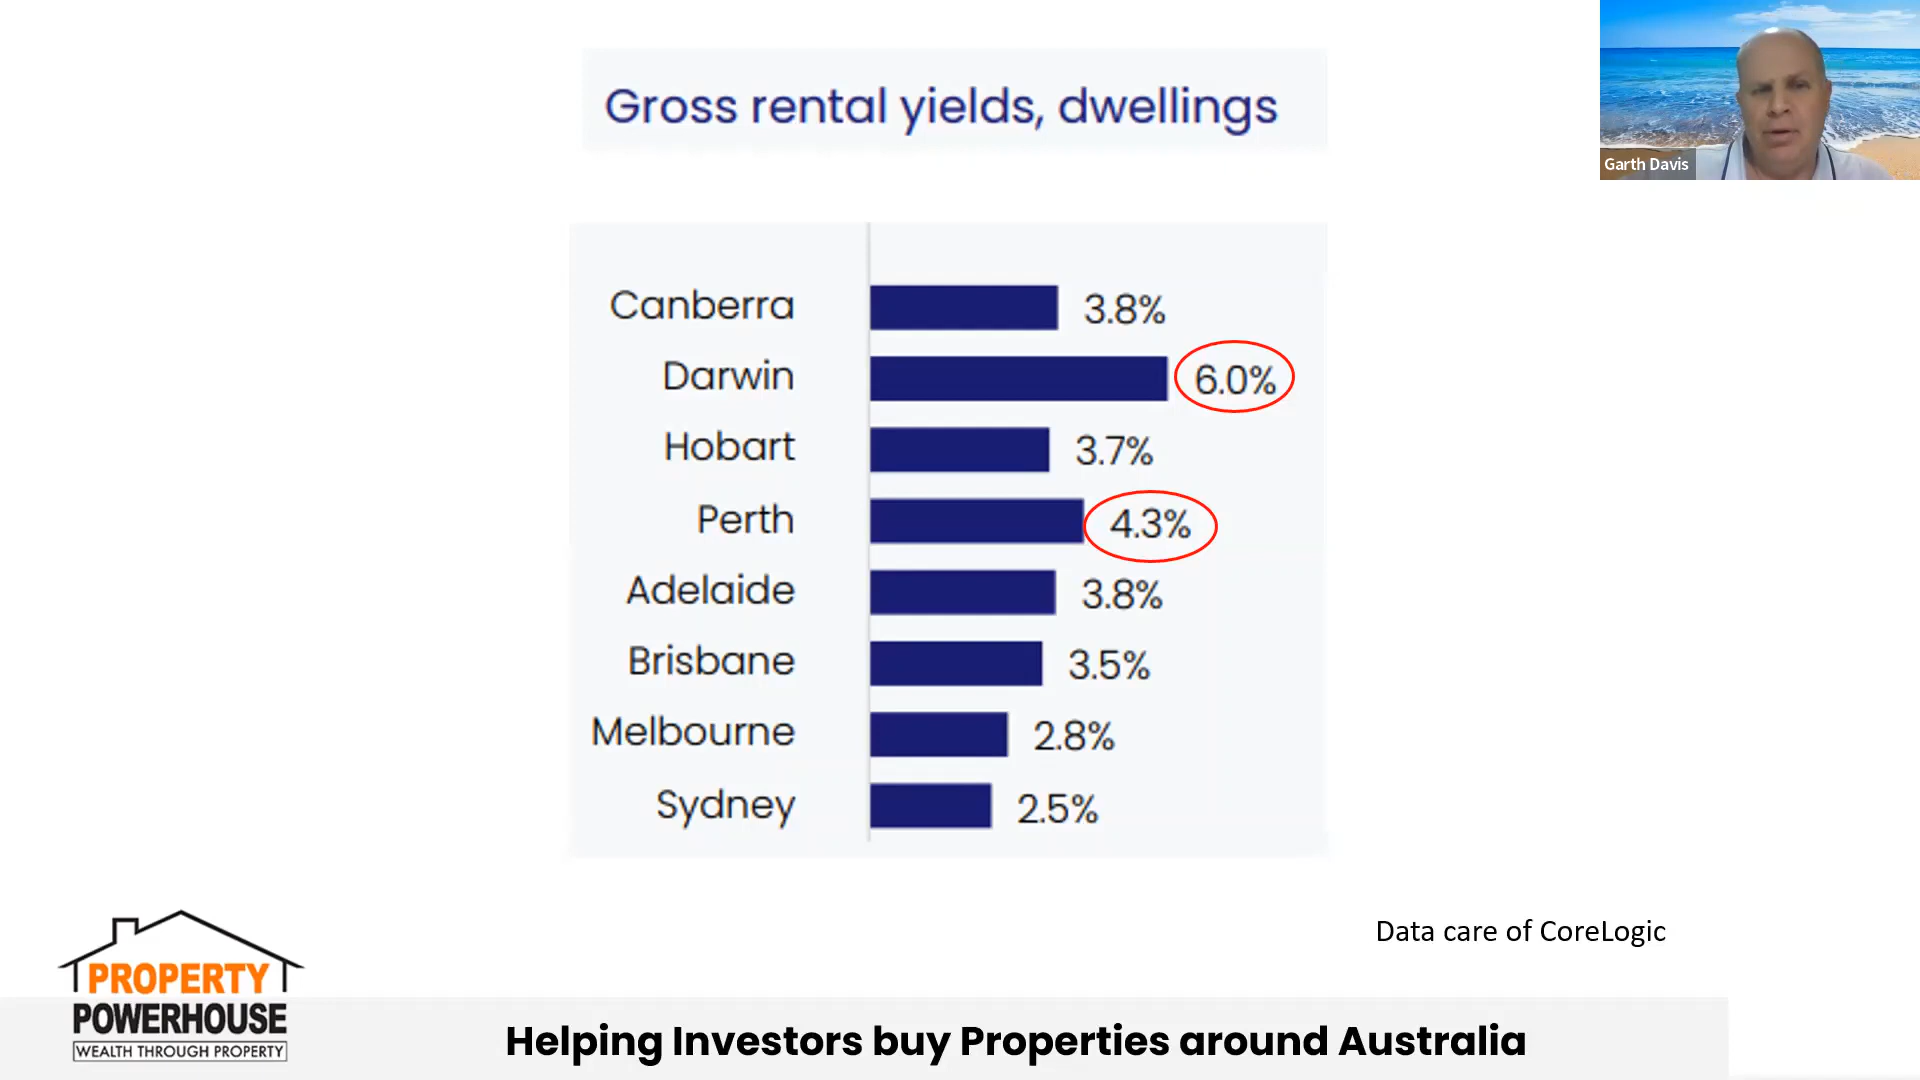 Gross rental yields, dwellings
Garth Davis
Canberra 3.8%
Darwin 6.0%
Hobart 3.7%
Perth 4.3%
Adelaide 3.8%
Brisbane 3.5%
Melbourne 2.8%
Sydney 2.5%
Data care of CoreLogic
PROPERTY
POWERHOUSE
WEALTH THROUGH PROPERTY
Helping Investors buy Properties around Australia